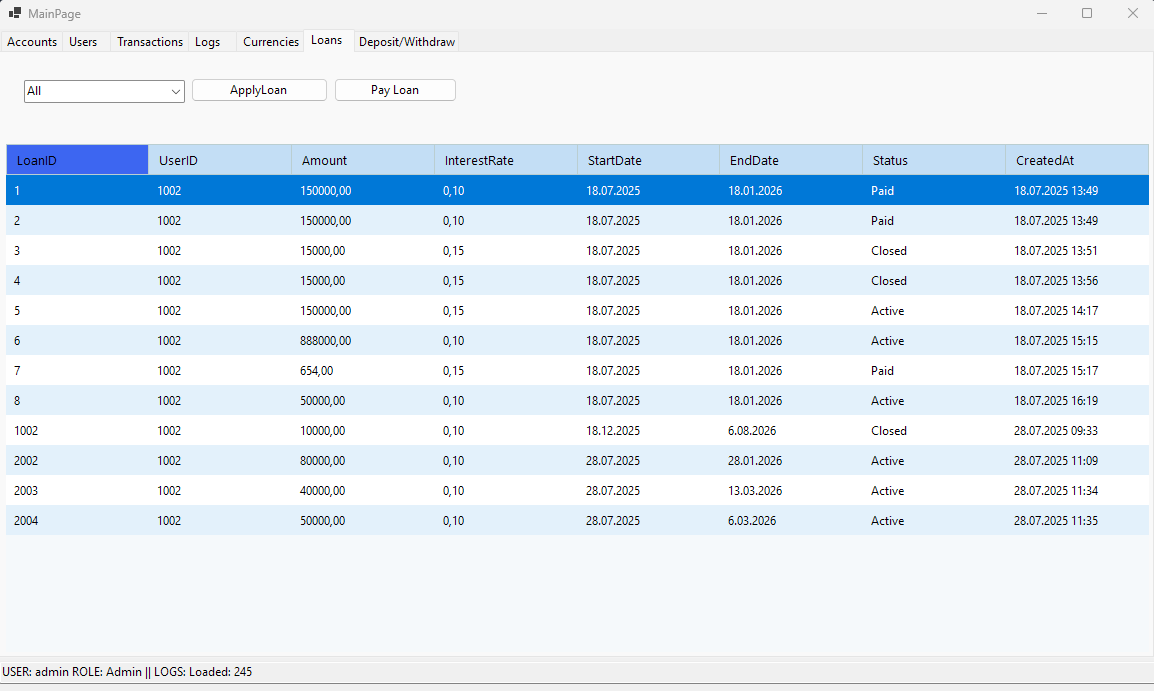 MainPage
Accounts Users Transactions Logs Currencies Loans Deposit/Withdraw
All ApplyLoan Pay Loan
LoanID UserID Amount InterestRate StartDate EndDate Status CreatedAt
1 1002 150000,00 0,10 18.07.2025 18.01.2026 Paid 18.07.2025 13:49
2 1002 150000,00 0,10 18.07.2025 18.01.2026 Paid 18.07.2025 13:49
3 1002 15000,00 0,15 18.07.2025 18.01.2026 Closed 18.07.2025 13:51
4 1002 15000,00 0,15 18.07.2025 18.01.2026 Closed 18.07.2025 13:56
5 1002 150000,00 0,15 18.07.2025 18.01.2026 Active 18.07.2025 14:17
6 1002 888000,00 0,10 18.07.2025 18.01.2026 Active 18.07.2025 15:15
7 1002 654,00 0,15 18.07.2025 18.01.2026 Paid 18.07.2025 15:17
8 1002 50000,00 0,10 18.07.2025 18.01.2026 Active 18.07.2025 16:19
1002 1002 10000,00 0,10 18.12.2025 6.08.2026 Closed 28.07.2025 09:33
2002 1002 80000,00 0,10 28.07.2025 28.01.2026 Active 28.07.2025 11:09
2003 1002 40000,00 0,10 28.07.2025 13.03.2026 Active 28.07.2025 11:34
2004 1002 50000,00 0,10 28.07.2025 6.03.2026 Active 28.07.2025 11:35
USER: admin ROLE: Admin || LOGS: Loaded: 245